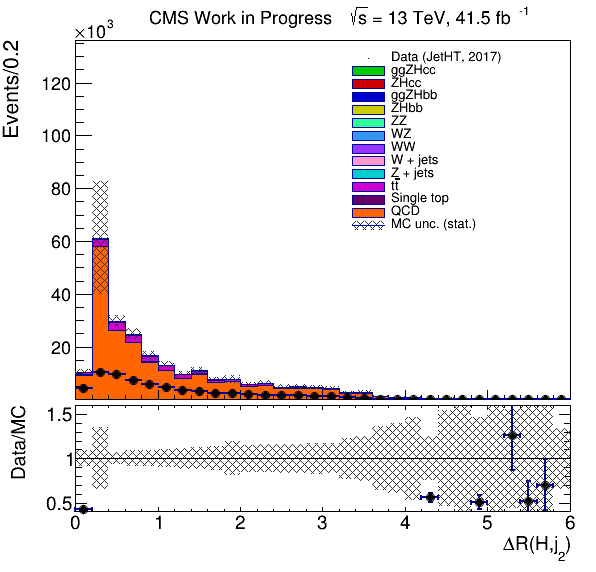 CMS Work in Progress √s = 13 TeV, 41.5 fb -1
×10³
Events/0.2
120
100
80
60
40
20
Data (JetHT, 2017)
ggZHcc
ZHcc
ggZHbb
ZHbb
ZZ
WZ
WW
W + jets
Z + jets
tt̄
Single top
QCD
MC unc. (stat.)
Data/MC
1.5
1
0.5
0 1 2 3 4 5 6
ΔR(H,j₂)